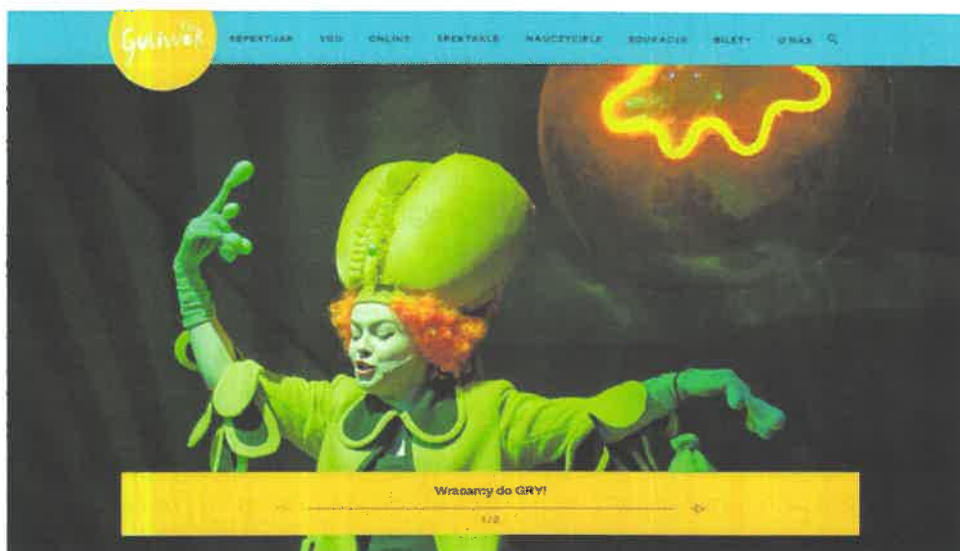 Guliwer
REPERTUAR VOD ONLINE SPEKTAKLE NAUCZYCIELE EDUKACJA BILETY O NAS
Wracamy do GRY!